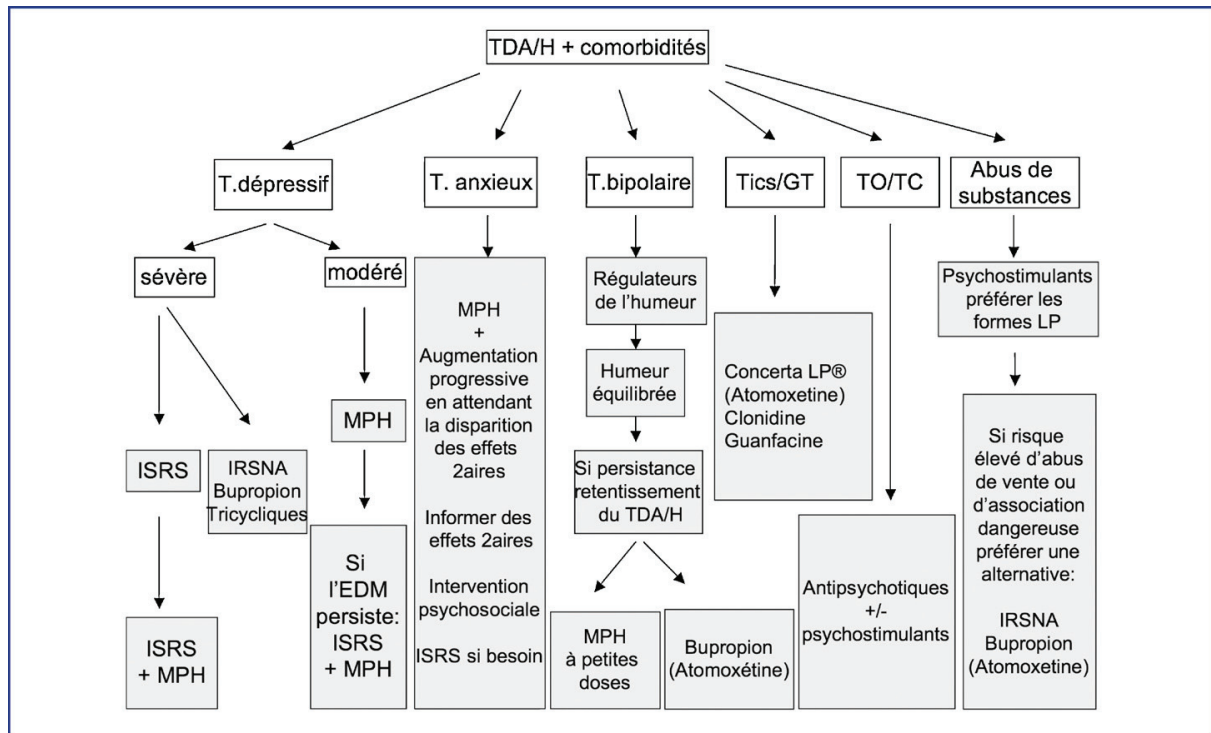 TDA/H + comorbidités
T.dépressif
T. anxieux
T.bipolaire
Tics/GT
TO/TC
Abus de
substances
sévère
modéré
ISRS
IRSNA
Bupropion
Tricycliques
ISRS
+ MPH
MPH
Si
l'EDM
persiste:
ISRS
+ MPH
MPH
+
Augmentation
progressive
en attendant
la disparition
des effets
2aires
Informer des
effets 2aires
Intervention
psychosociale
ISRS si besoin
Régulateurs
de l'humeur
Humeur
équilibrée
Si persistance
retentissement
du TDA/H
MPH
à petites
doses
Bupropion
(Atomoxétine)
Concerta LP®
(Atomoxetine)
Clonidine
Guanfacine
Antipsychotiques
+/-
psychostimulants
Psychostimulants
préférer les
formes LP
Si risque
élevé d'abus
de vente ou
d'association
dangereuse
préférer une
alternative:
IRSNA
Bupropion
(Atomoxetine)